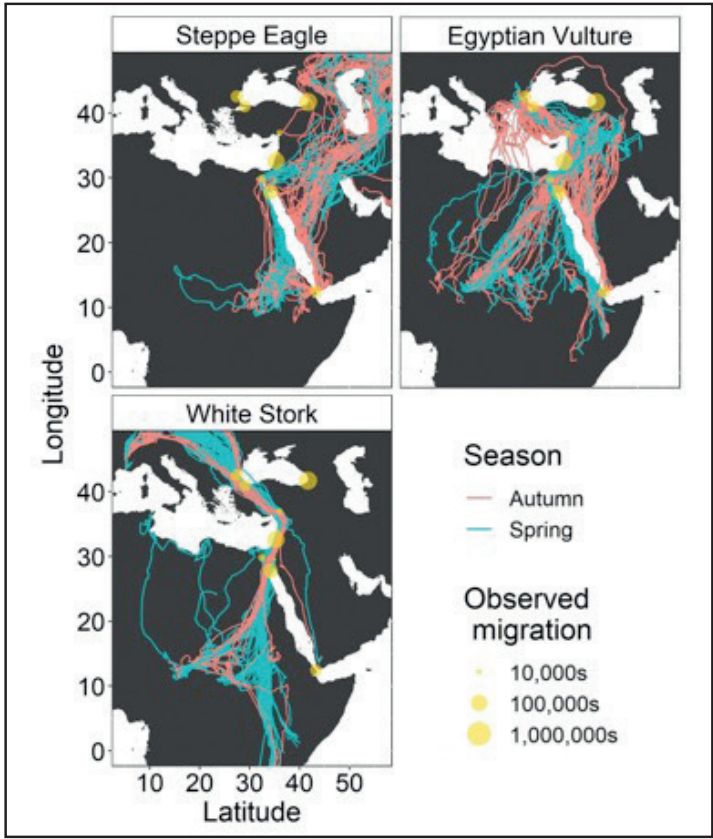 Steppe Eagle
Egyptian Vulture
40
30
20
10
0
Longitude
White Stork
40
30
20
10
0
10 20 30 40 50
Latitude
Season
Autumn
Spring
Observed
migration
10,000s
100,000s
1,000,000s